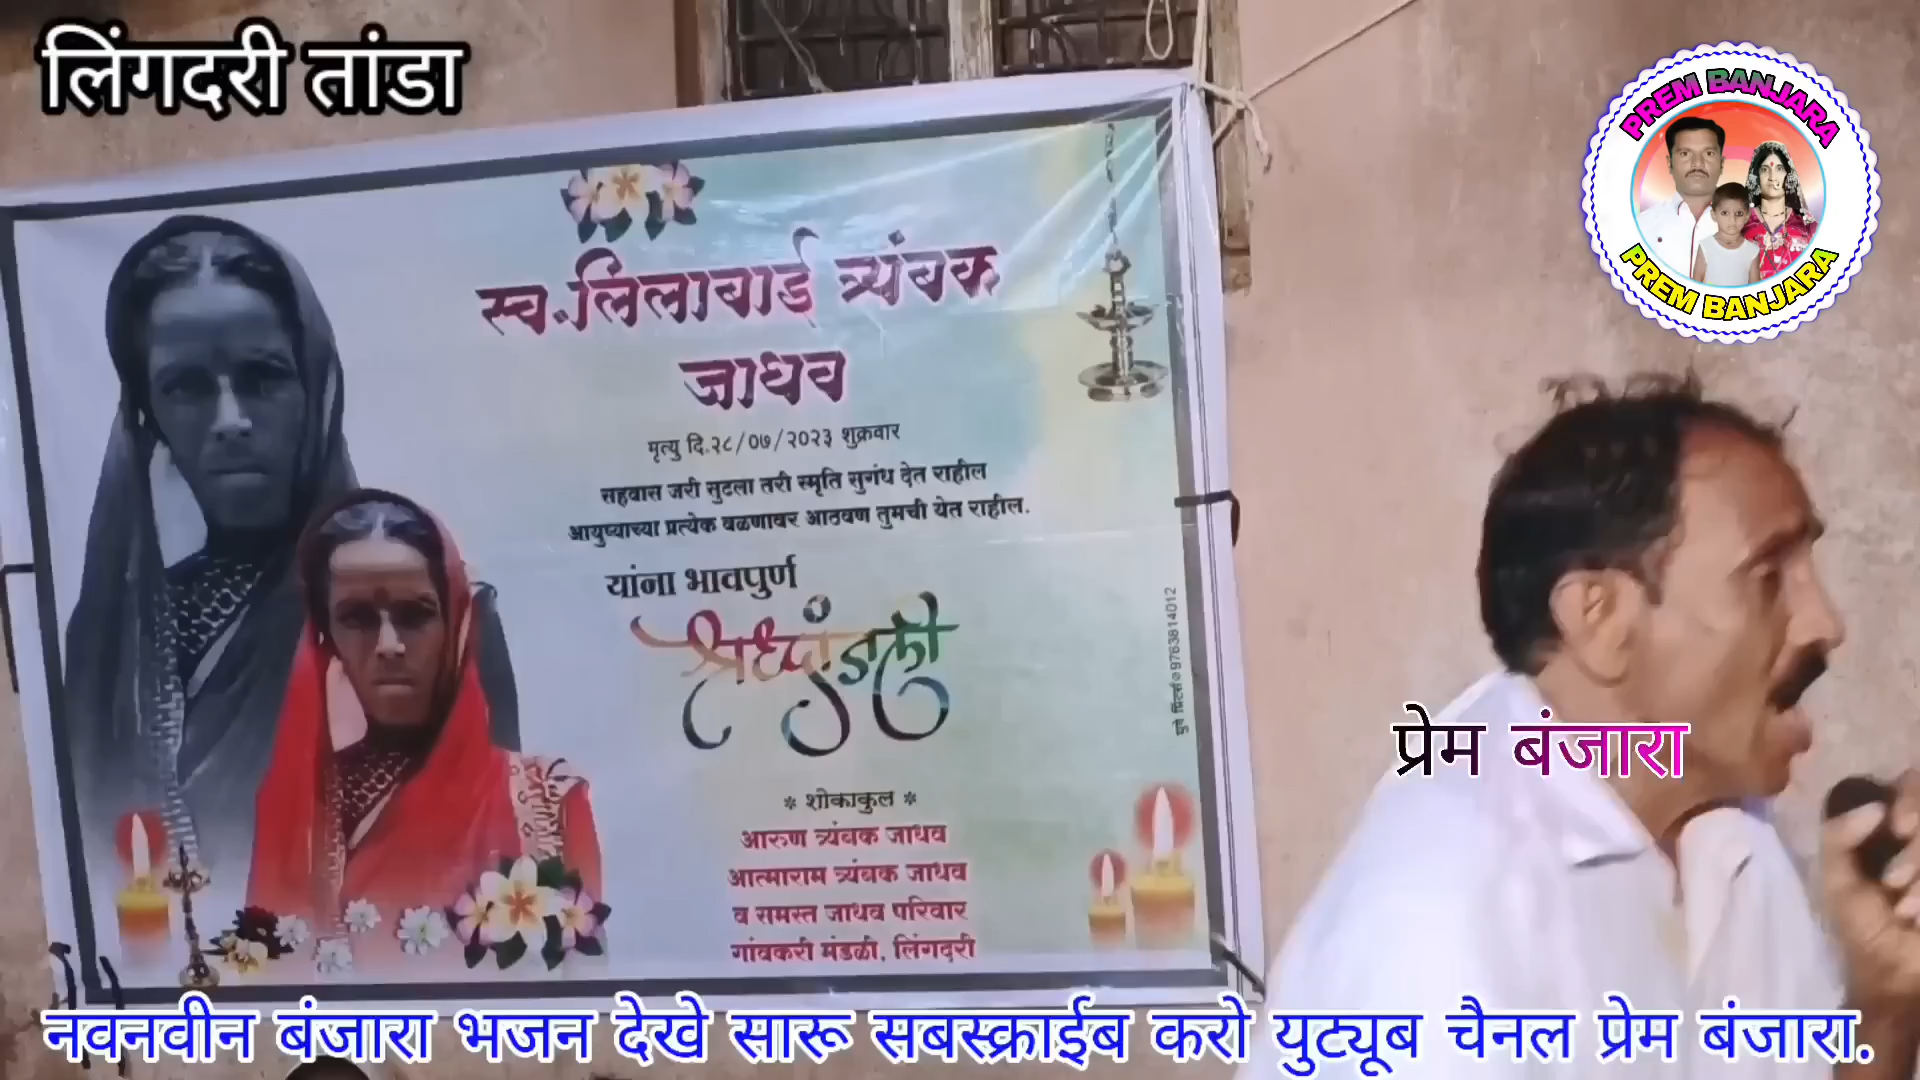 लिंगदरी तांडा
PREM BANJARA
PREM BANJARA
स्व.लिलाबाई त्र्यंबक
जाधव
मृत्यु दि.२८/०७/२०२३ शुक्रवार
सहवास जरी सुटला तरी स्मृति सुगंध देत राहील
आयुष्याच्या प्रत्येक वळणावर आठवण तुमची येत राहील.
यांना भावपुर्ण
श्रध्दांजली
* शोकाकुल *
आरुण त्र्यंबक जाधव
आत्माराम त्र्यंबक जाधव
व समस्त जाधव परिवार
गांवकरी मंडळी, लिंगदरी
9763814012
प्रेम बंजारा
नवनवीन बंजारा भजन देखे सारू सबस्क्राईब करो युट्यूब चैनल प्रेम बंजारा.